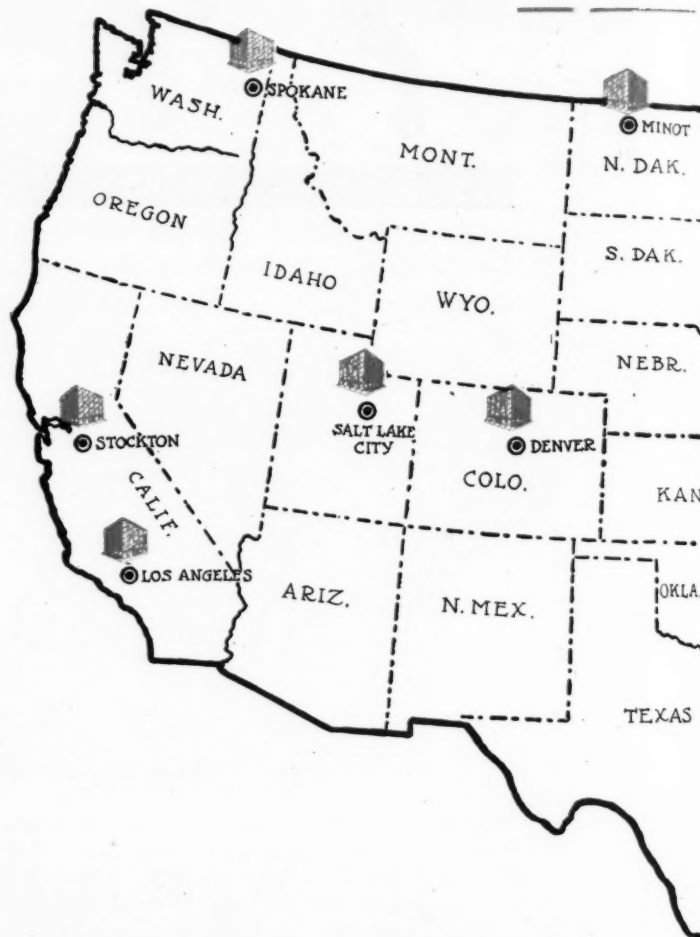 WASH.
SPOKANE
MINOT
MONT.
N. DAK.
OREGON
S. DAK.
IDAHO
WYO.
NEVADA
NEBR.
SALT LAKE
CITY
STOCKTON
DENVER
COLO.
CALIF.
KAN
LOS ANGELES
ARIZ.
N. MEX.
OKLA.
TEXAS